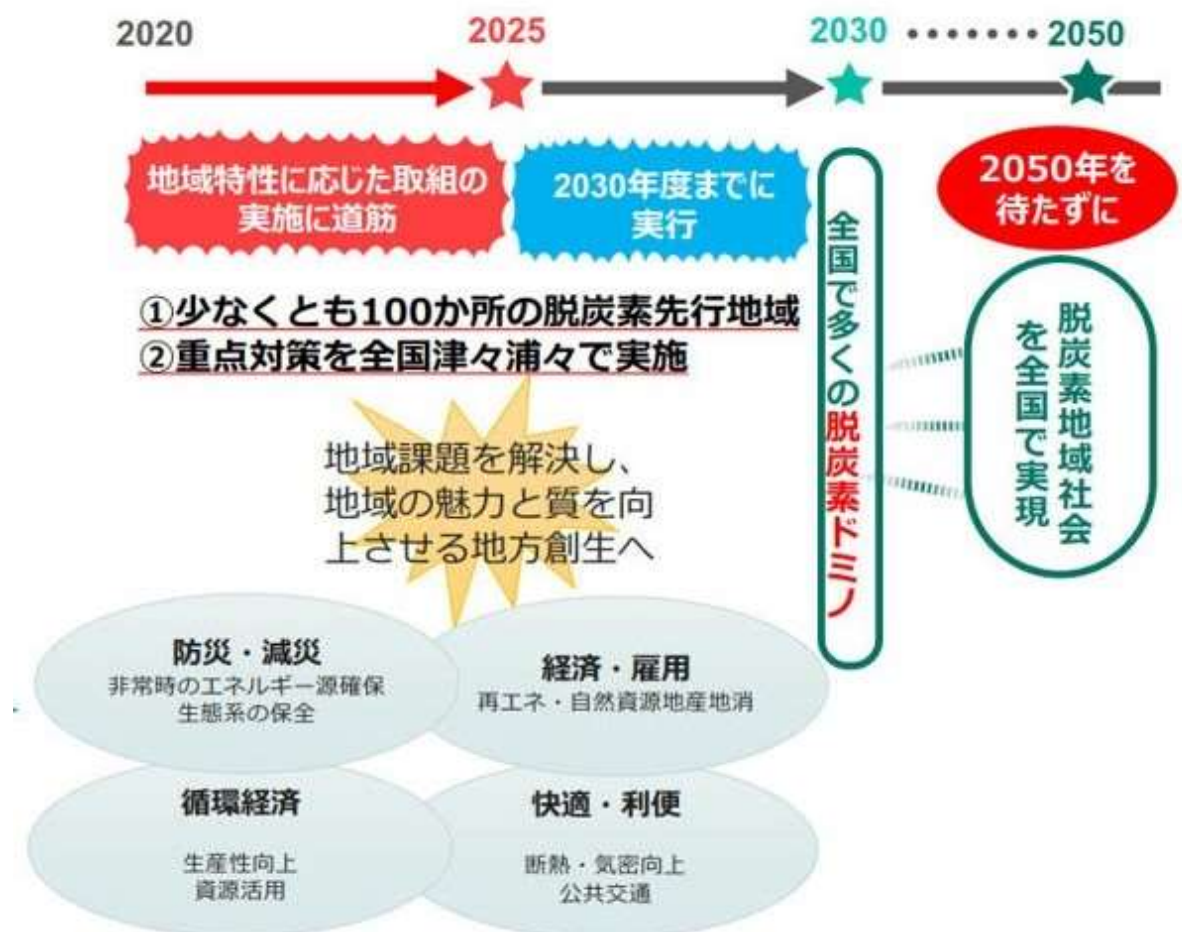 2020
2025
2030 ······· 2050
地域特性に応じた取組の
実施に道筋
2030年度までに
実行
2050年を
待たずに
①少なくとも100か所の脱炭素先行地域
②重点対策を全国津々浦々で実施
全国で多くの脱炭素ドミノ
脱炭素地域社会
を全国で実現
地域課題を解決し、
地域の魅力と質を向
上させる地方創生へ
防災・減災
非常時のエネルギー源確保
生態系の保全
経済・雇用
再エネ・自然資源地産地消
循環経済
生産性向上
資源活用
快適・利便
断熱・気密向上
公共交通